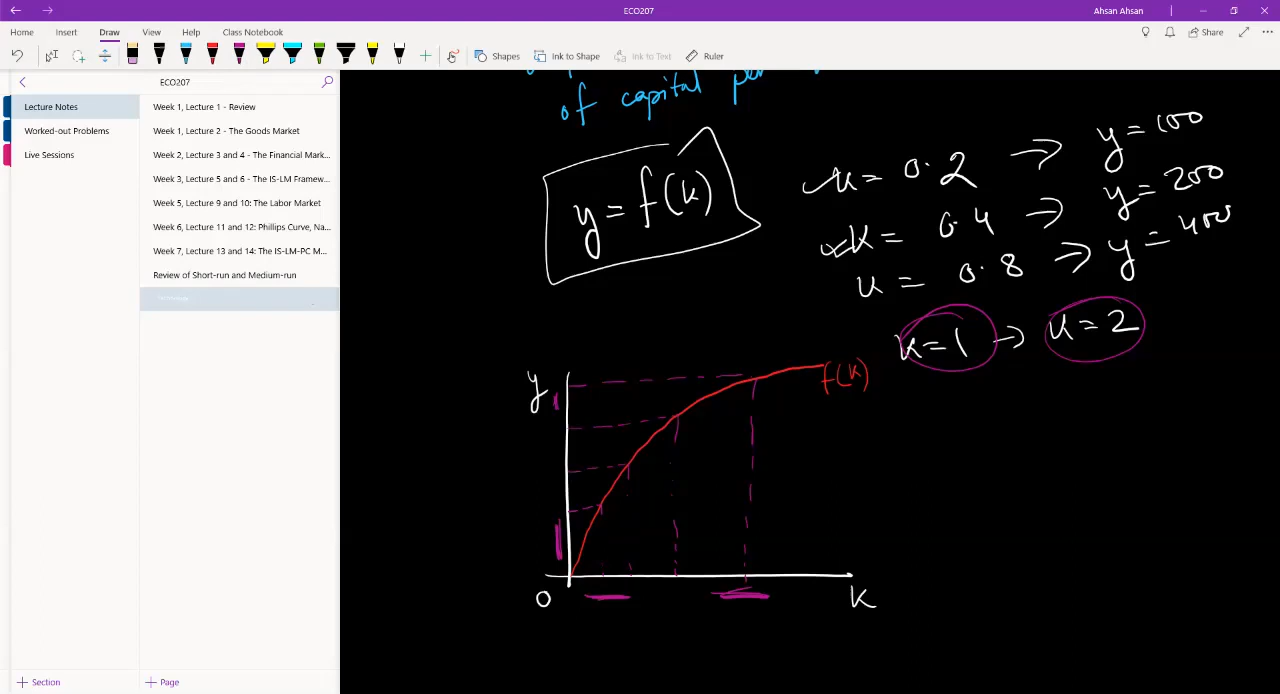 ECO207
Ahsan Ahsan
Home Insert Draw View Help Class Notebook
Share
Shapes Ink to Shape Ink to Text Ruler
ECO207
Lecture Notes
Worked-out Problems
Live Sessions
Week 1, Lecture 1 - Review
Week 1, Lecture 2 - The Goods Market
Week 2, Lecture 3 and 4 - The Financial Mark...
Week 3, Lecture 5 and 6 - The IS-LM Framew...
Week 5, Lecture 9 and 10: The Labor Market
Week 6, Lecture 11 and 12: Phillips Curve, Na...
Week 7, Lecture 13 and 14: The IS-LM-PC M...
Review of Short-run and Medium-run
of capital per
y = f(k)
k = 0.2 → y = 100
k = 0.4 → y = 200
k = 0.8 → y = 400
k = 1 → k = 2
y
f(k)
0
k
+ Section
+ Page